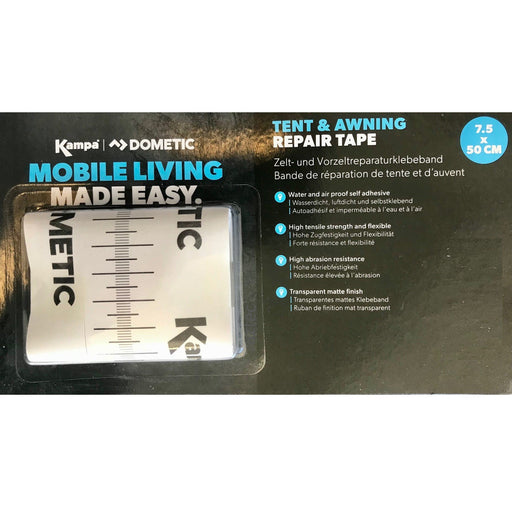 Kampa | DOMETIC
MOBILE LIVING
MADE EASY.
OMETIC
TIC
Kam
TENT & AWNING
REPAIR TAPE
7.5
x
50 CM
Zelt- und Vorzeltreparaturklebeband
Bande de réparation de tente et d'auvent
Water and air proof self adhesive
| Wasserdicht, luftdicht und selbstklebend
| Autoadhésif et imperméable à l'eau et à l'air
High tensile strength and flexible
| Hohe Zugfestigkeit und Flexibilität
| Forte résistance et flexibilité
High abrasion resistance
| Hohe Abriebfestigkeit
| Résistance élevée à l'abrasion
Transparent matte finish
| Transparentes mattes Klebeband
| Ruban de finition mat transparent